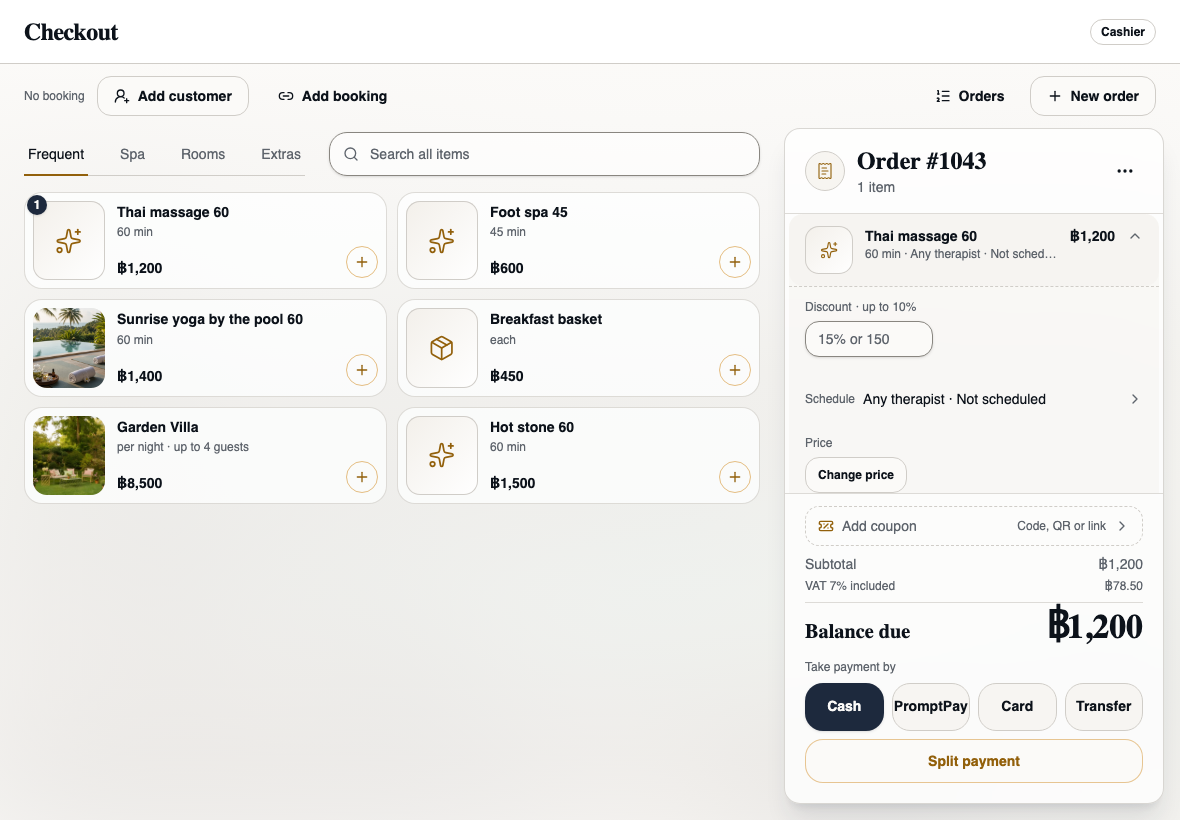 Checkout
Cashier
No booking
Add customer
Add booking
Orders
New order
Frequent
Spa
Rooms
Extras
Search all items
1
Thai massage 60
60 min
฿1,200
Foot spa 45
45 min
฿600
Sunrise yoga by the pool 60
60 min
฿1,400
Breakfast basket
each
฿450
Garden Villa
per night · up to 4 guests
฿8,500
Hot stone 60
60 min
฿1,500
Order #1043
1 item
Thai massage 60
฿1,200
60 min · Any therapist · Not sched…
Discount · up to 10%
15% or 150
Schedule Any therapist · Not scheduled
Price
Change price
Add coupon
Code, QR or link
Subtotal
฿1,200
VAT 7% included
฿78.50
Balance due
฿1,200
Take payment by
Cash
PromptPay
Card
Transfer
Split payment